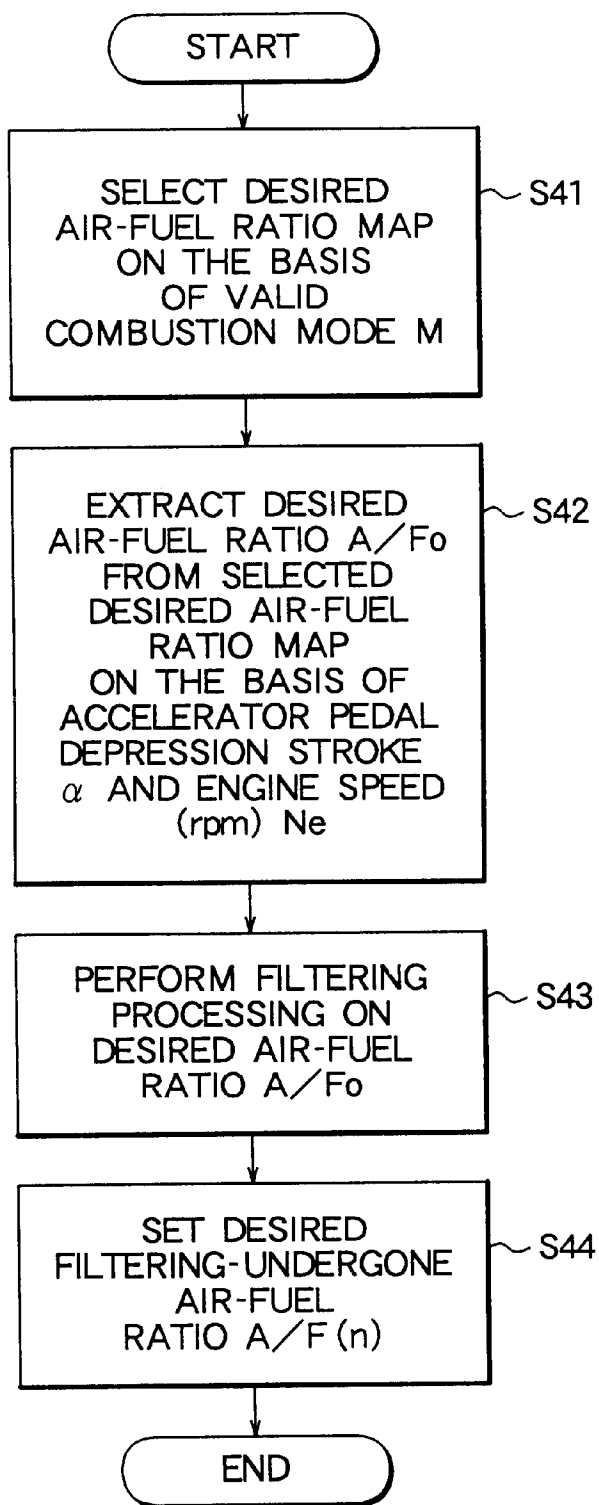 START
SELECT DESIRED
AIR-FUEL RATIO MAP
ON THE BASIS
OF VALID
COMBUSTION MODE M
S41
EXTRACT DESIRED
AIR-FUEL RATIO A/Fo
FROM SELECTED
DESIRED AIR-FUEL
RATIO MAP
ON THE BASIS OF
ACCELERATOR PEDAL
DEPRESSION STROKE
α AND ENGINE SPEED
(rpm) Ne
S42
PERFORM FILTERING
PROCESSING ON
DESIRED AIR-FUEL
RATIO A/Fo
S43
SET DESIRED
FILTERING-UNDERGONE
AIR-FUEL
RATIO A/F(n)
S44
END